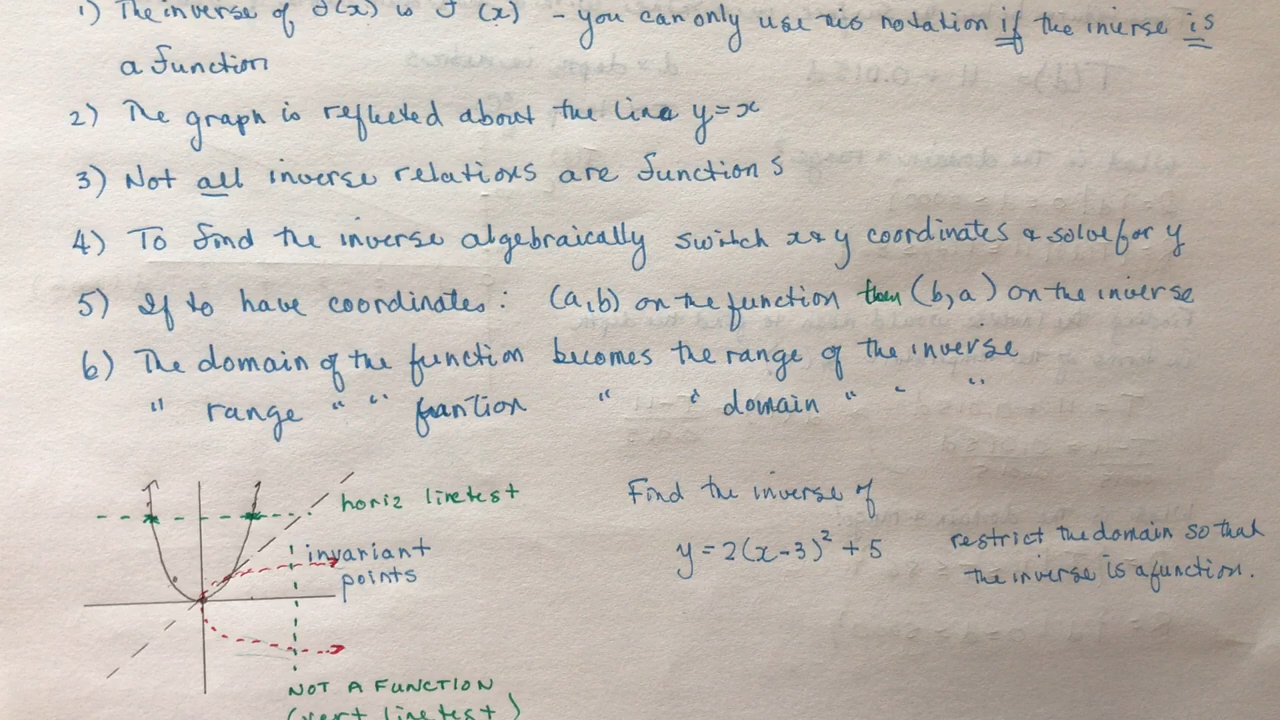 1) The inverse of f(x) is f (x) - you can only use this notation if the inverse is
a function
2) The graph is reflected about the line y=x
3) Not all inverse relations are functions
4) To find the inverse algebraically switch x & y coordinates & solve for y
5) If to have coordinates: (a,b) on the function then (b,a) on the inverse
6) The domain of the function becomes the range of the inverse
" range " " function " " domain " " "
horiz line test
invariant
points
NOT A FUNCTION
(vert line test)
Find the inverse of
y = 2(x-3)² + 5
restrict the domain so that
the inverse is a function.